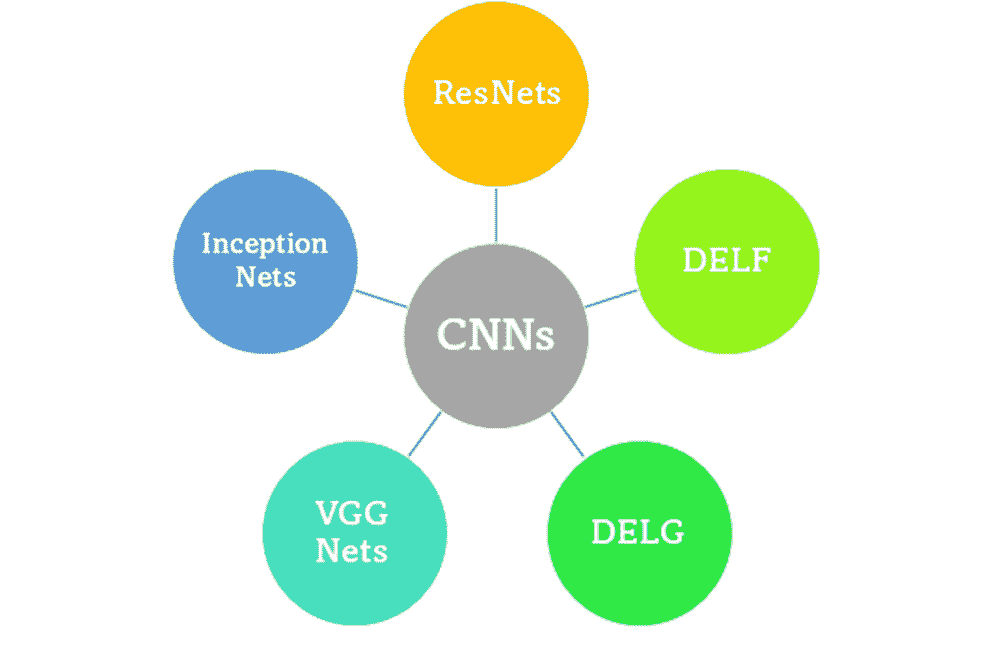 ResNets
Inception
Nets
DELF
CNNs
VGG
Nets
DELG